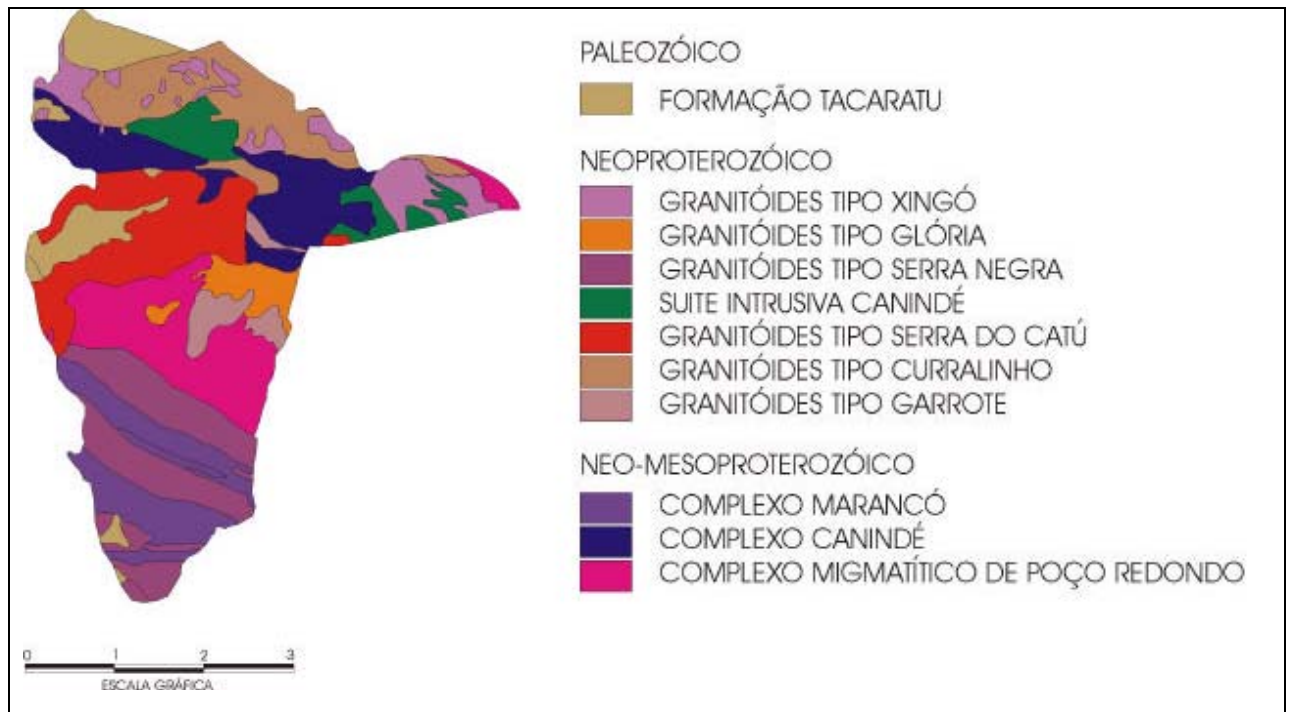 PALEOZÓICO
FORMAÇÃO TACARATU
NEOPROTEROZÓICO
GRANITÓIDES TIPO XINGÓ
GRANITÓIDES TIPO GLÓRIA
GRANITÓIDES TIPO SERRA NEGRA
SUITE INTRUSIVA CANINDÉ
GRANITÓIDES TIPO SERRA DO CATÚ
GRANITÓIDES TIPO CURRALINHO
GRANITÓIDES TIPO GARROTE
NEO-MESOPROTEROZÓICO
COMPLEXO MARANCÓ
COMPLEXO CANINDÉ
COMPLEXO MIGMATÍTICO DE POÇO REDONDO
0 1 2 3
ESCALA GRÁFICA